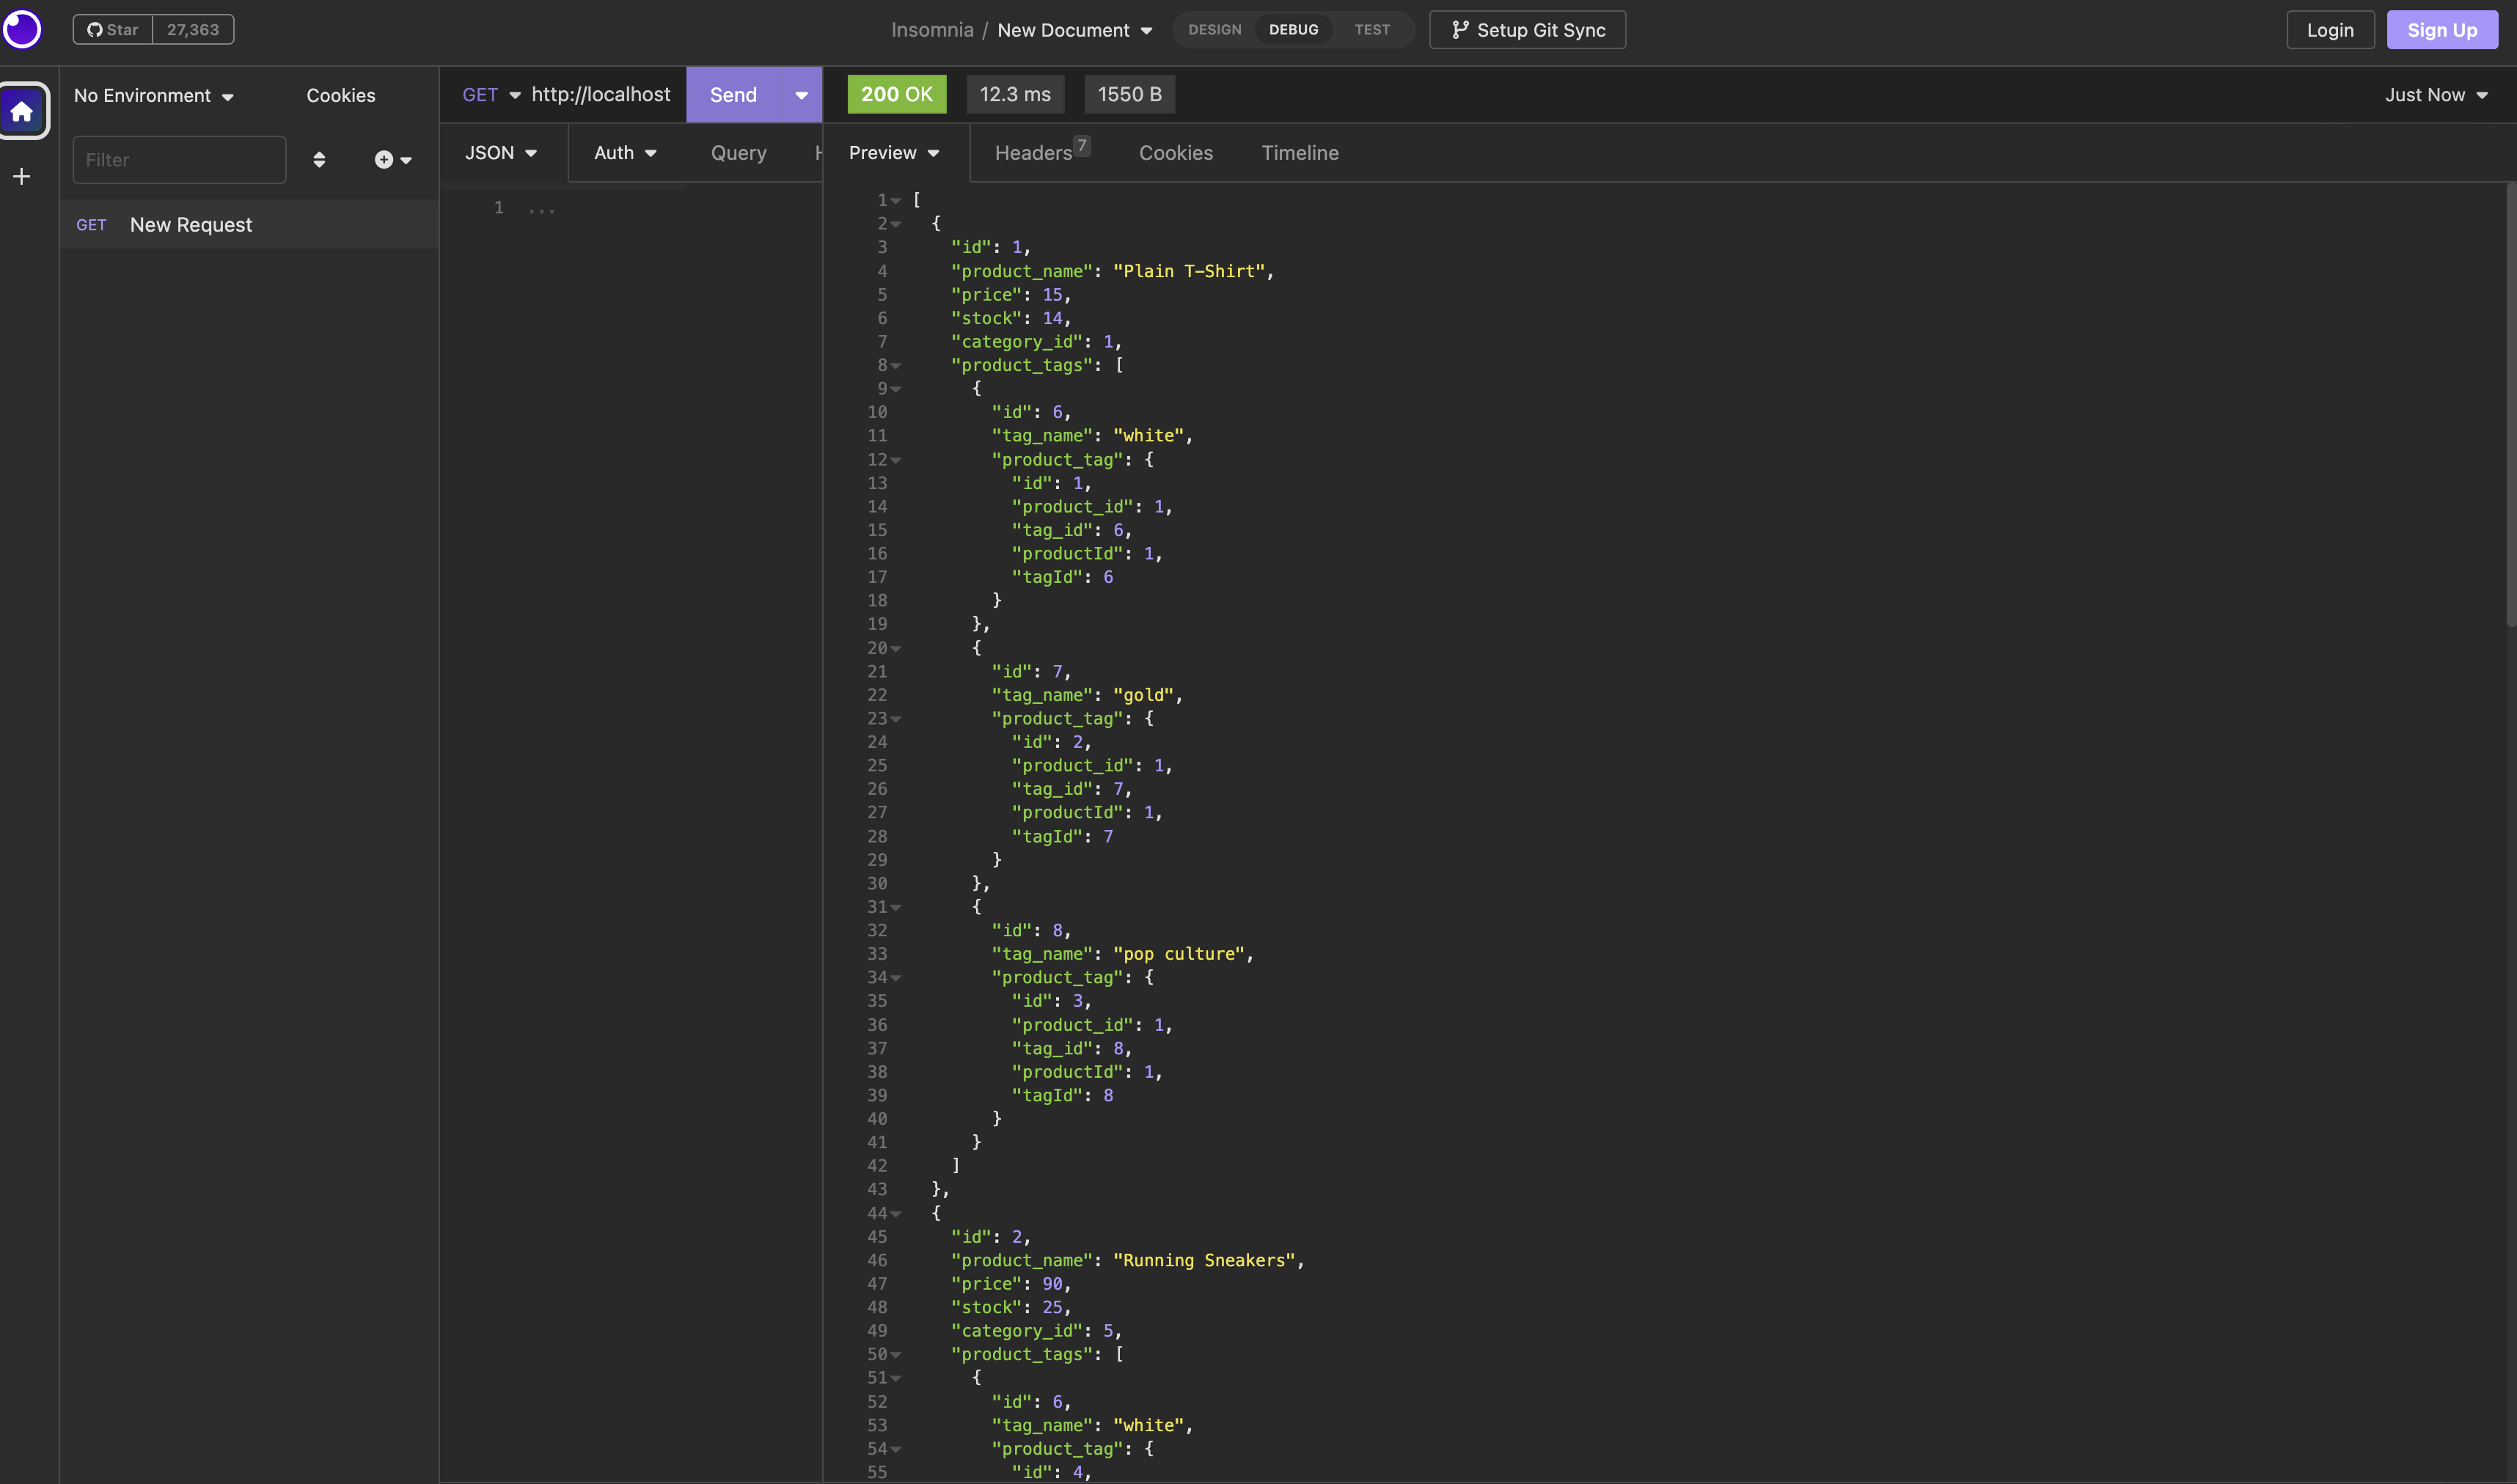 Star 27,363
Insomnia / New Document
DESIGN DEBUG TEST
Setup Git Sync
Login
Sign Up
No Environment
Cookies
GET http://localhost
Send
200 OK
12.3 ms
1550 B
Just Now
Filter
JSON
Auth
Query
Preview
Headers 7
Cookies
Timeline
GET New Request
1 ...
1 [
2 {
3 "id": 1,
4 "product_name": "Plain T-Shirt",
5 "price": 15,
6 "stock": 14,
7 "category_id": 1,
8 "product_tags": [
9 {
10 "id": 6,
11 "tag_name": "white",
12 "product_tag": {
13 "id": 1,
14 "product_id": 1,
15 "tag_id": 6,
16 "productId": 1,
17 "tagId": 6
18 }
19 },
20 {
21 "id": 7,
22 "tag_name": "gold",
23 "product_tag": {
24 "id": 2,
25 "product_id": 1,
26 "tag_id": 7,
27 "productId": 1,
28 "tagId": 7
29 }
30 },
31 {
32 "id": 8,
33 "tag_name": "pop culture",
34 "product_tag": {
35 "id": 3,
36 "product_id": 1,
37 "tag_id": 8,
38 "productId": 1,
39 "tagId": 8
40 }
41 }
42 ]
43 },
44 {
45 "id": 2,
46 "product_name": "Running Sneakers",
47 "price": 90,
48 "stock": 25,
49 "category_id": 5,
50 "product_tags": [
51 {
52 "id": 6,
53 "tag_name": "white",
54 "product_tag": {
55 "id": 4,